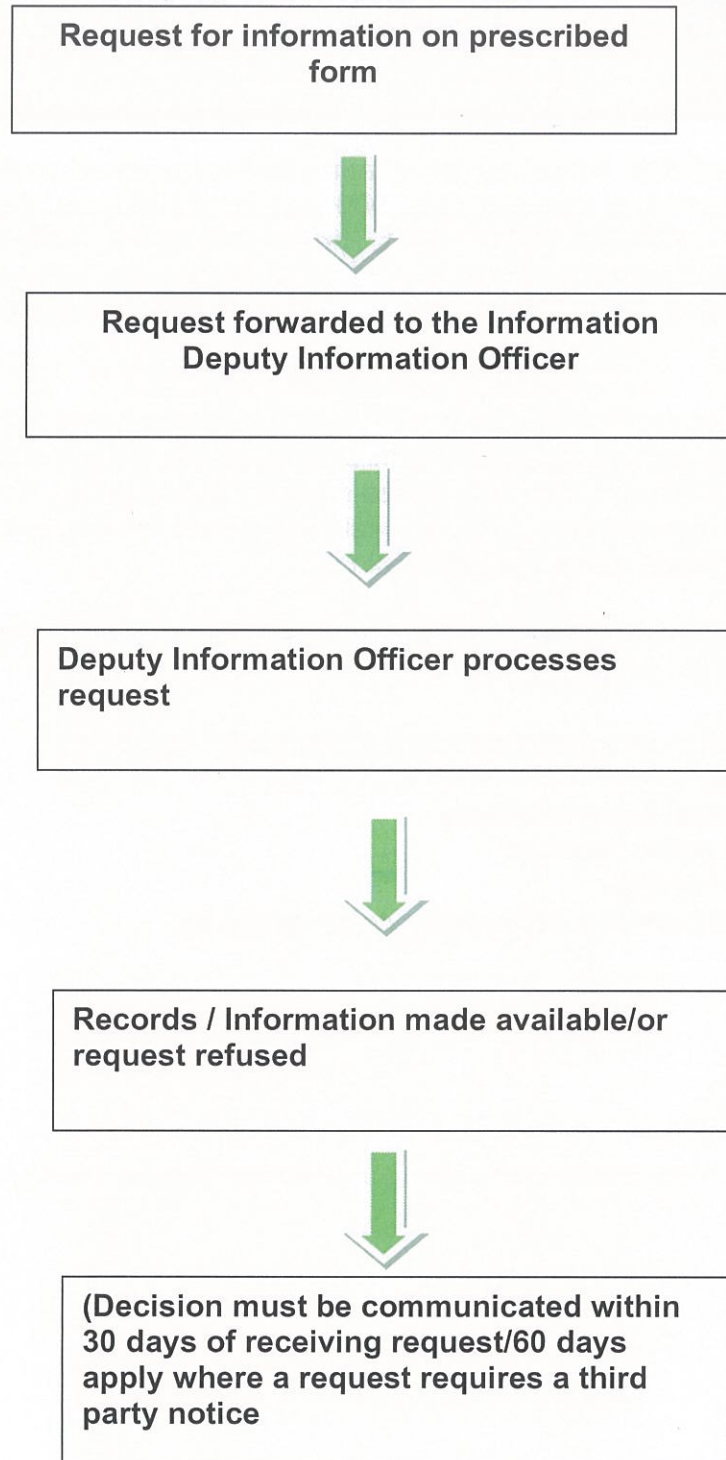 Request for information on prescribed
form
Request forwarded to the Information
Deputy Information Officer
Deputy Information Officer processes
request
Records / Information made available/or
request refused
(Decision must be communicated within
30 days of receiving request/60 days
apply where a request requires a third
party notice